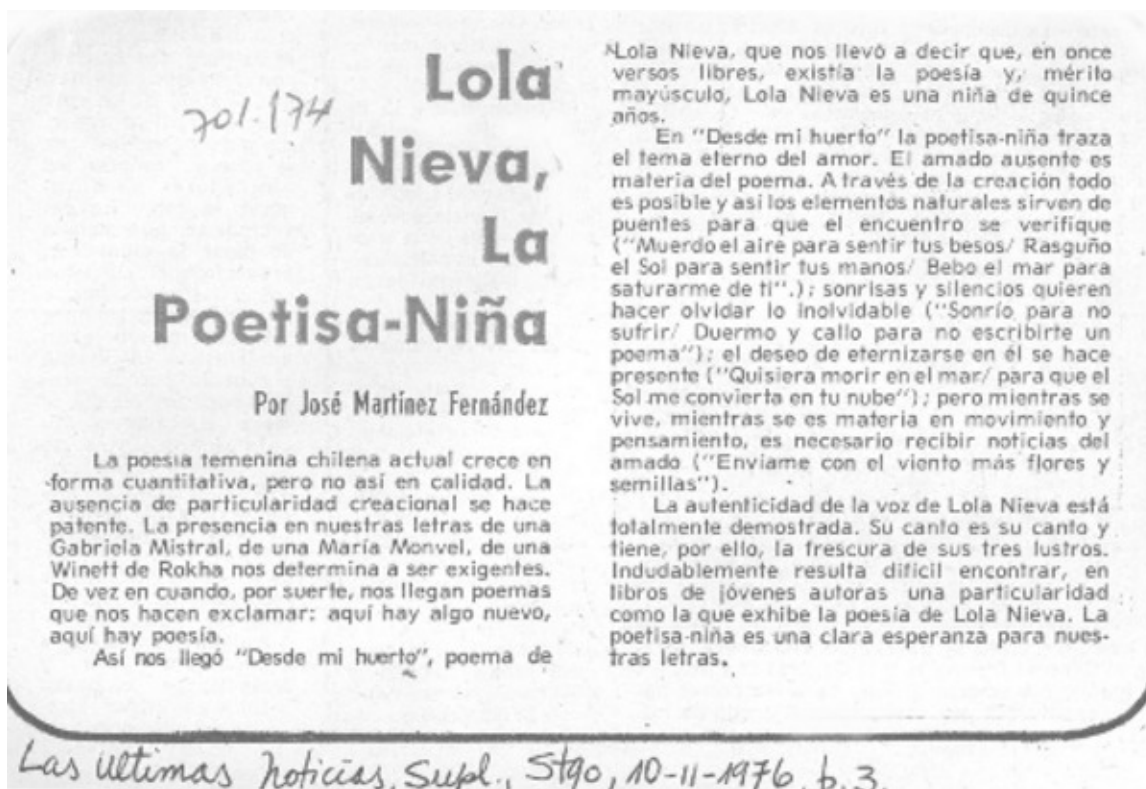 701-174
Lola
Nieva,
La
Poetisa-Niña
Por José Martínez Fernández
La poesía temenina chilena actual crece en
forma cuantitativa, pero no así en calidad. La
ausencia de particularidad creacional se hace
patente. La presencia en nuestras letras de una
Gabriela Mistral, de una María Monvel, de una
Winett de Rokha nos determina a ser exigentes.
De vez en cuando, por suerte, nos llegan poemas
que nos hacen exclamar: aquí hay algo nuevo,
aquí hay poesía.
Así nos llegó "Desde mi huerto", poema de
Lola Nieva, que nos llevó a decir que, en once
versos libres, existía la poesía y, mérito
mayúsculo, Lola Nieva es una niña de quince
años.
En "Desde mi huerto" la poetisa-niña traza
el tema eterno del amor. El amado ausente es
materia del poema. A través de la creación todo
es posible y así los elementos naturales sirven de
puentes para que el encuentro se verifique
("Muerdo el aire para sentir tus besos/ Rasguño
el Sol para sentir tus manos/ Bebo el mar para
saturarme de ti".); sonrisas y silencios quieren
hacer olvidar lo inolvidable ("Sonrío para no
sufrir/ Duermo y callo para no escribirte un
poema"); el deseo de eternizarse en él se hace
presente ("Quisiera morir en el mar/ para que el
Sol me convierta en tu nube"); pero mientras se
vive, mientras se es materia en movimiento y
pensamiento, es necesario recibir noticias del
amado ("Enviame con el viento más flores y
semillas").
La autenticidad de la voz de Lola Nieva está
totalmente demostrada. Su canto es su canto y
tiene, por ello, la frescura de sus tres lustros.
Indudablemente resulta difícil encontrar, en
libros de jóvenes autoras una particularidad
como la que exhibe la poesía de Lola Nieva. La
poetisa-niña es una clara esperanza para nues-
tras letras.
Las Ultimas Noticias, Supl., Stgo, 10-11-1976 p. 3.